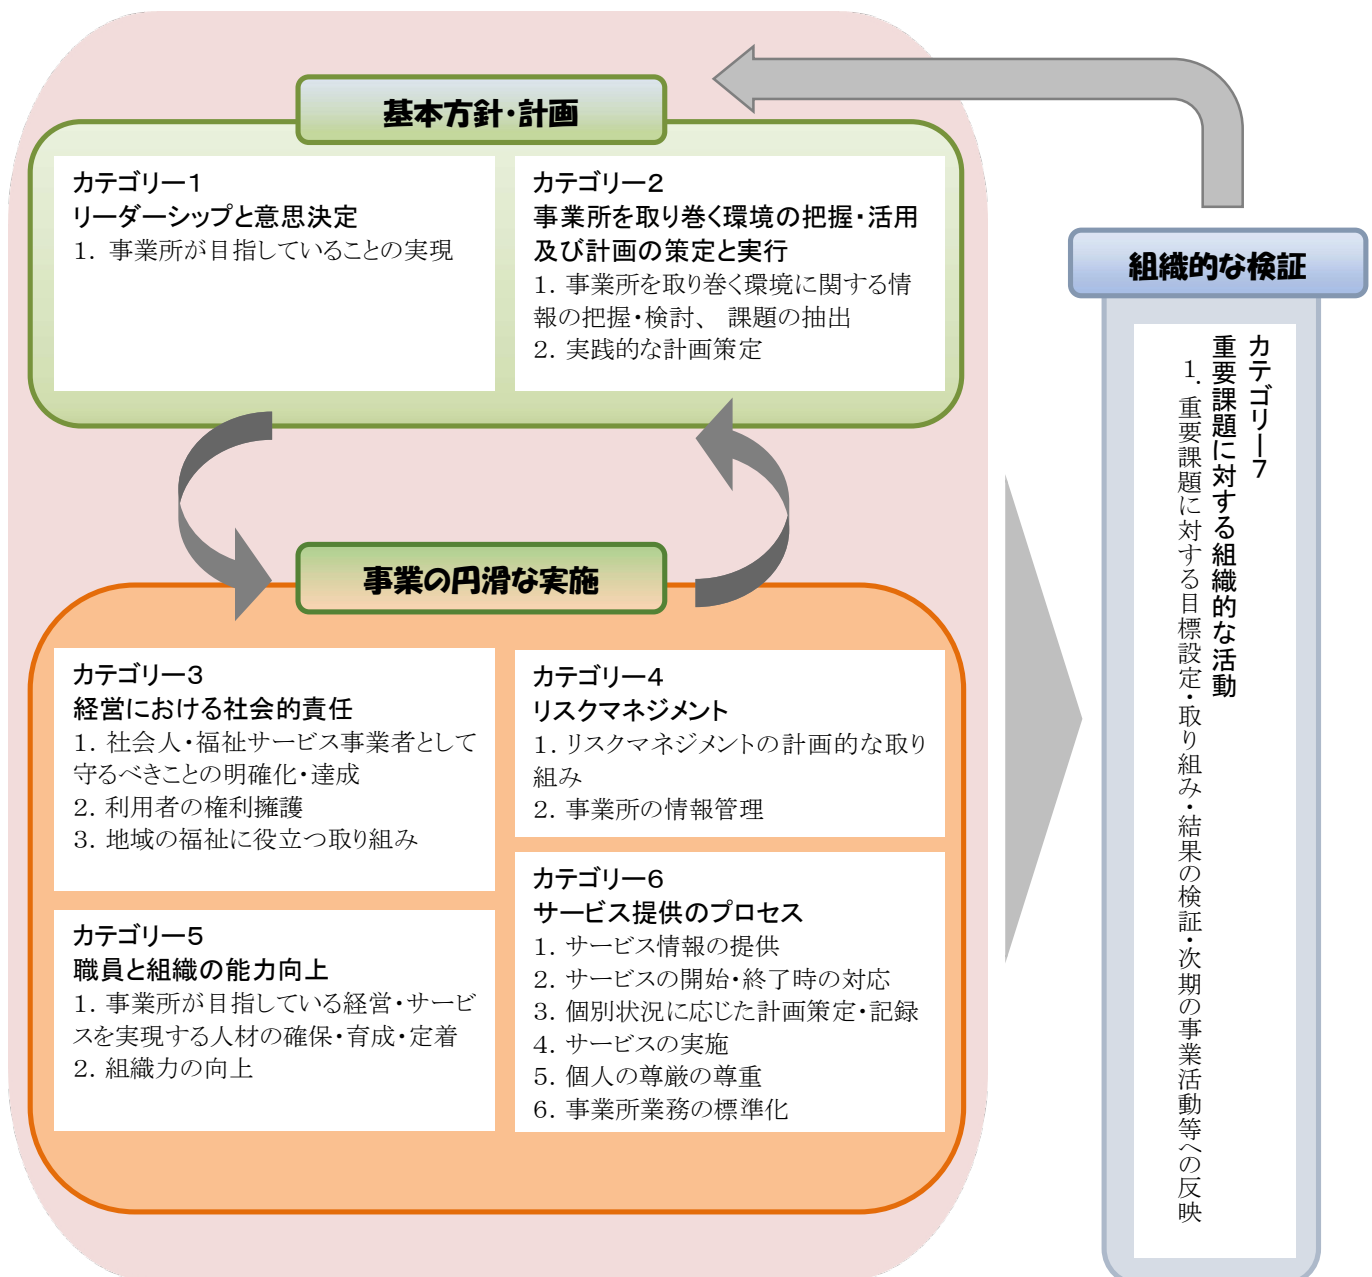 基本方針・計画
カテゴリー1
リーダーシップと意思決定
1. 事業所が目指していることの実現
カテゴリー2
事業所を取り巻く環境の把握・活用
及び計画の策定と実行
1. 事業所を取り巻く環境に関する情
報の把握・検討、 課題の抽出
2. 実践的な計画策定
事業の円滑な実施
カテゴリー3
経営における社会的責任
1. 社会人・福祉サービス事業者として
守るべきことの明確化・達成
2. 利用者の権利擁護
3. 地域の福祉に役立つ取り組み
カテゴリー4
リスクマネジメント
1. リスクマネジメントの計画的な取り
組み
2. 事業所の情報管理
カテゴリー5
職員と組織の能力向上
1. 事業所が目指している経営・サービ
スを実現する人材の確保・育成・定着
2. 組織力の向上
カテゴリー6
サービス提供のプロセス
1. サービス情報の提供
2. サービスの開始・終了時の対応
3. 個別状況に応じた計画策定・記録
4. サービスの実施
5. 個人の尊厳の尊重
6. 事業所業務の標準化
組織的な検証
カテゴリー7
重要課題に対する組織的な活動
1. 重要課題に対する目標設定・取り組み・結果の検証・次期の事業活動等への反映